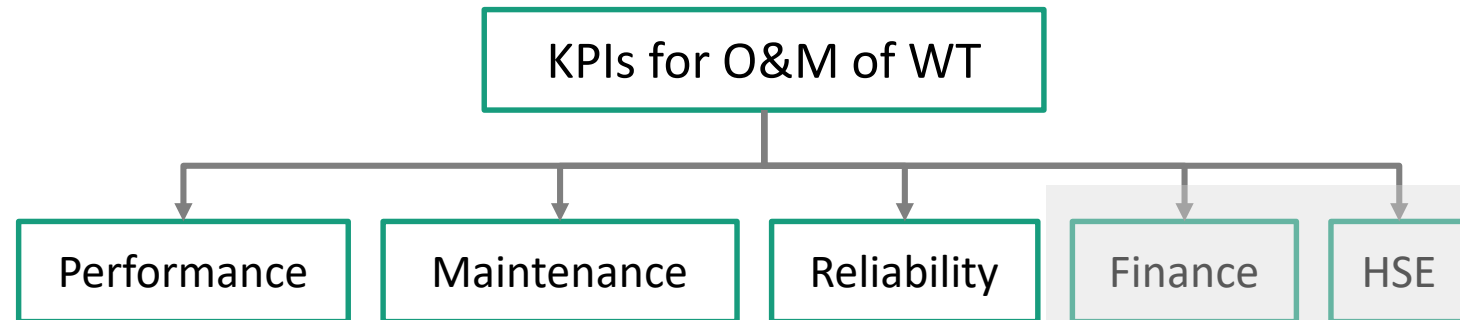 KPIs for O&M of WT
Performance
Maintenance
Reliability
Finance
HSE